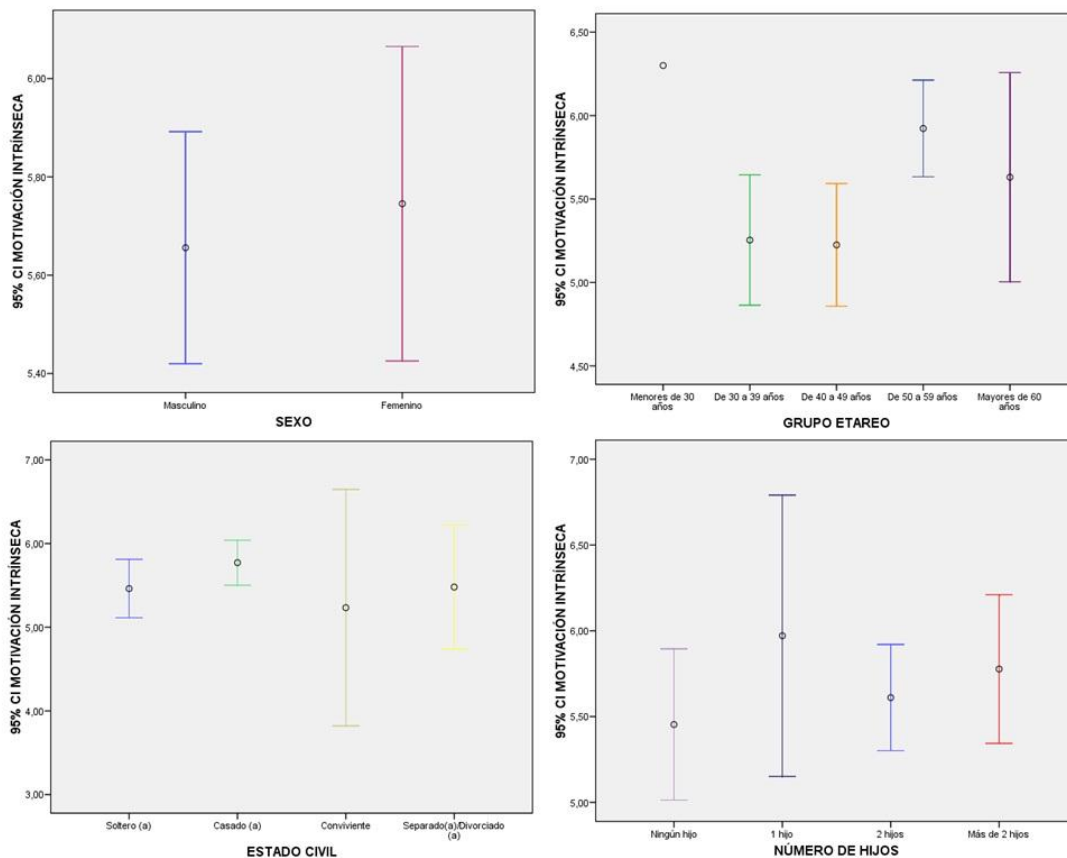 95% CI MOTIVACIÓN INTRÍNSECA
6,00
5,80
5,60
5,40
Masculino
Femenino
SEXO
95% CI MOTIVACIÓN INTRÍNSECA
6,50
6,00
5,50
5,00
4,50
Menores de 30
años
De 30 a 39 años
De 40 a 49 años
De 50 a 59 años
Mayores de 60
años
GRUPO ETAREO
95% CI MOTIVACIÓN INTRÍNSECA
7,00
6,00
5,00
4,00
3,00
Soltero (a)
Casado (a)
Conviviente
Separado(a)/Divorciado
(a)
ESTADO CIVIL
95% CI MOTIVACIÓN INTRÍNSECA
7,00
6,50
6,00
5,50
5,00
Ningún hijo
1 hijo
2 hijos
Más de 2 hijos
NÚMERO DE HIJOS